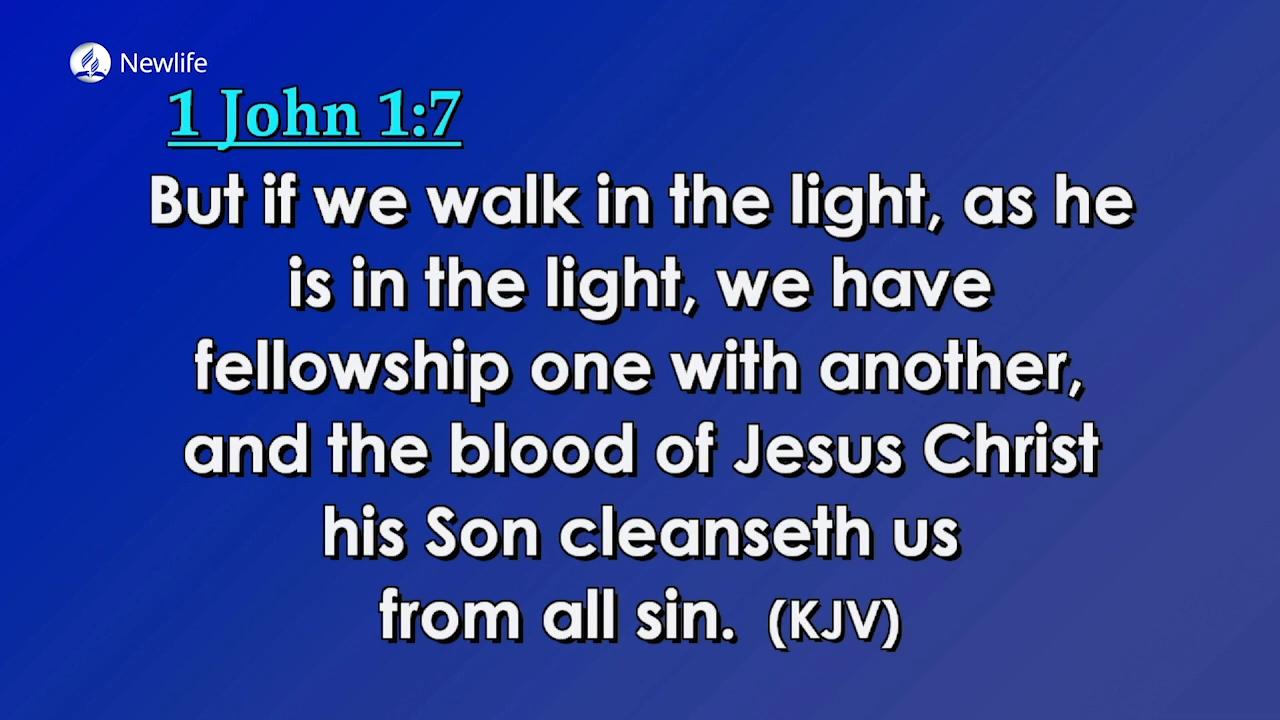 Newlife
1 John 1:7
But if we walk in the light, as he
is in the light, we have
fellowship one with another,
and the blood of Jesus Christ
his Son cleanseth us
from all sin. (KJV)